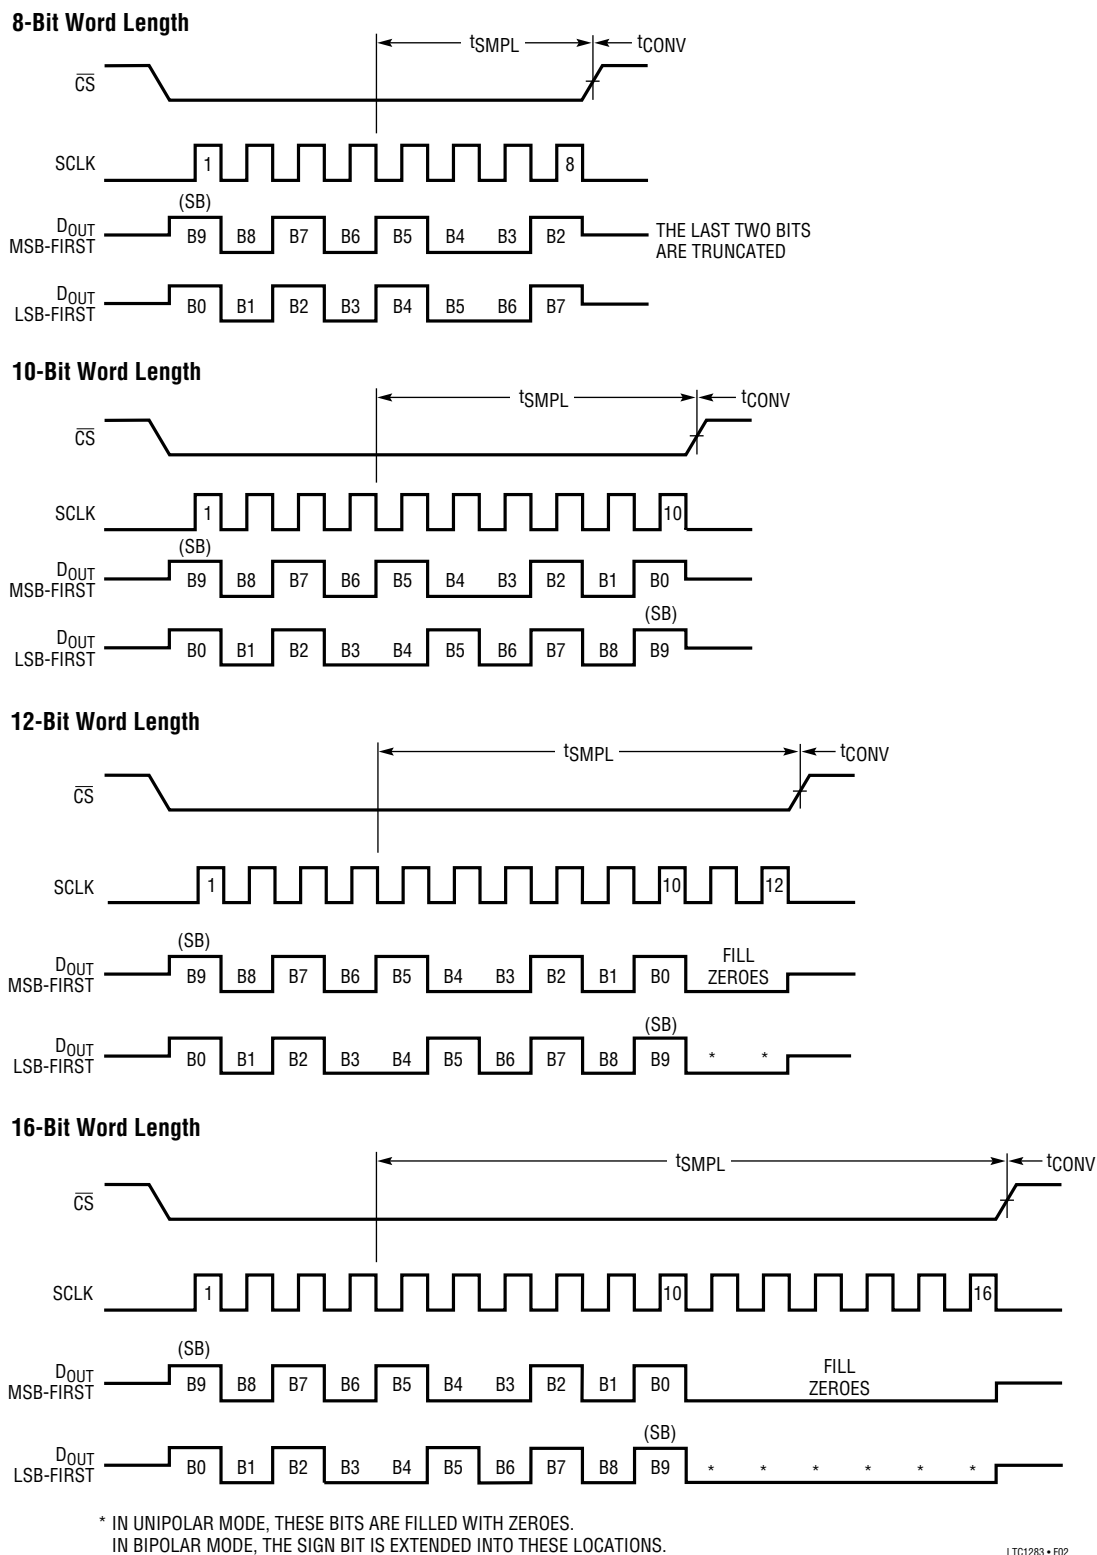 8-Bit Word Length
tSMPL tCONV
CS
SCLK 1 8
(SB)
DOUT
MSB-FIRST B9 B8 B7 B6 B5 B4 B3 B2 THE LAST TWO BITS
ARE TRUNCATED
DOUT
LSB-FIRST B0 B1 B2 B3 B4 B5 B6 B7
10-Bit Word Length
tSMPL tCONV
CS
SCLK 1 10
(SB)
DOUT
MSB-FIRST B9 B8 B7 B6 B5 B4 B3 B2 B1 B0
(SB)
DOUT
LSB-FIRST B0 B1 B2 B3 B4 B5 B6 B7 B8 B9
12-Bit Word Length
tSMPL tCONV
CS
SCLK 1 10 12
(SB)
DOUT
MSB-FIRST B9 B8 B7 B6 B5 B4 B3 B2 B1 B0 FILL
ZEROES
(SB)
DOUT
LSB-FIRST B0 B1 B2 B3 B4 B5 B6 B7 B8 B9 * *
16-Bit Word Length
tSMPL tCONV
CS
SCLK 1 10 16
(SB)
DOUT
MSB-FIRST B9 B8 B7 B6 B5 B4 B3 B2 B1 B0 FILL
ZEROES
(SB)
DOUT
LSB-FIRST B0 B1 B2 B3 B4 B5 B6 B7 B8 B9 * * * * * *
* IN UNIPOLAR MODE, THESE BITS ARE FILLED WITH ZEROES.
IN BIPOLAR MODE, THE SIGN BIT IS EXTENDED INTO THESE LOCATIONS.
LTC1283 • F02